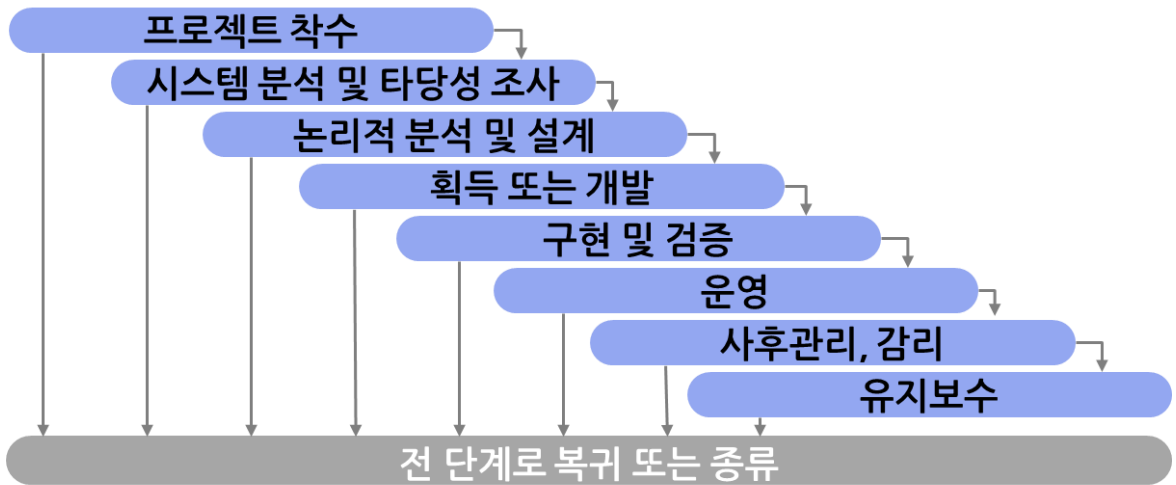 프로젝트 착수
시스템 분석 및 타당성 조사
논리적 분석 및 설계
획득 또는 개발
구현 및 검증
운영
사후관리, 감리
유지보수
전 단계로 복귀 또는 종류